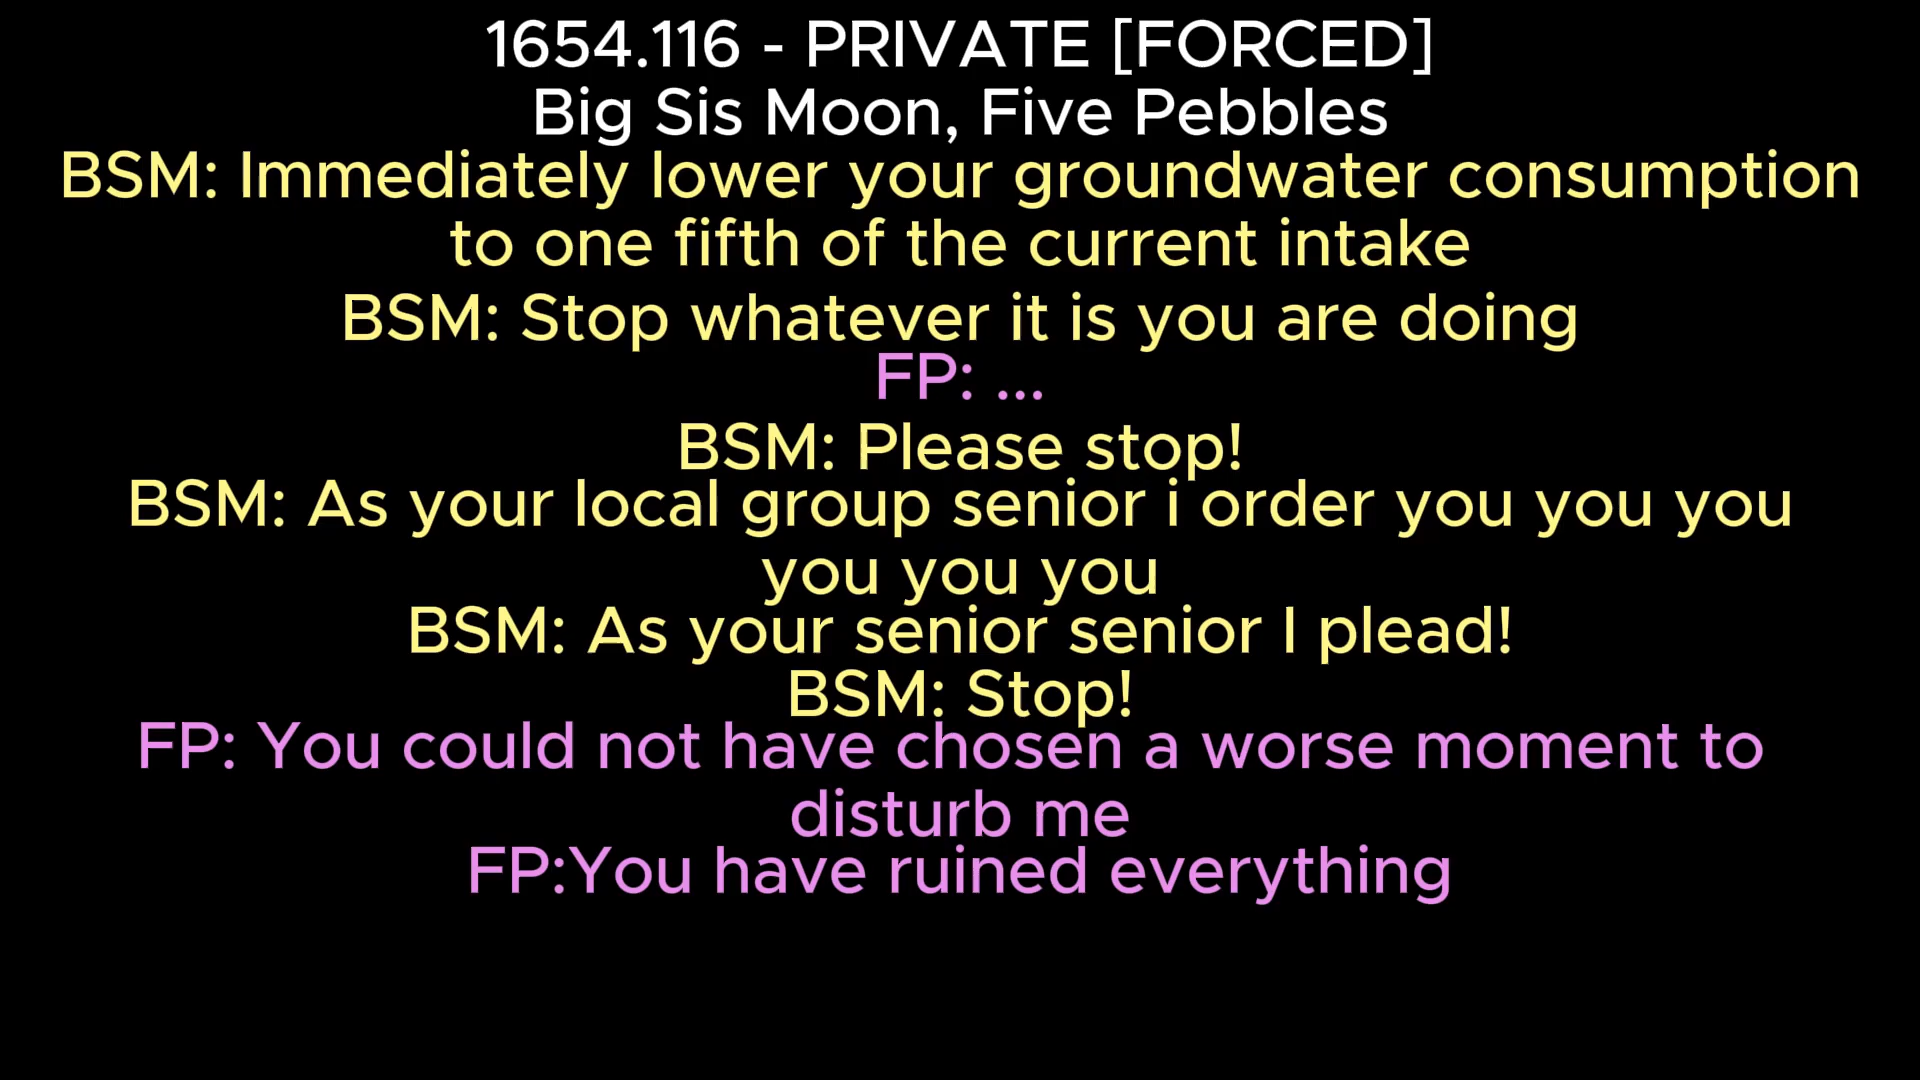 1654.116 - PRIVATE [FORCED]
Big Sis Moon, Five Pebbles
BSM: Immediately lower your groundwater consumption
to one fifth of the current intake
BSM: Stop whatever it is you are doing
FP: ...
BSM: Please stop!
BSM: As your local group senior i order you you you
you you you
BSM: As your senior senior I plead!
BSM: Stop!
FP: You could not have chosen a worse moment to
disturb me
FP:You have ruined everything